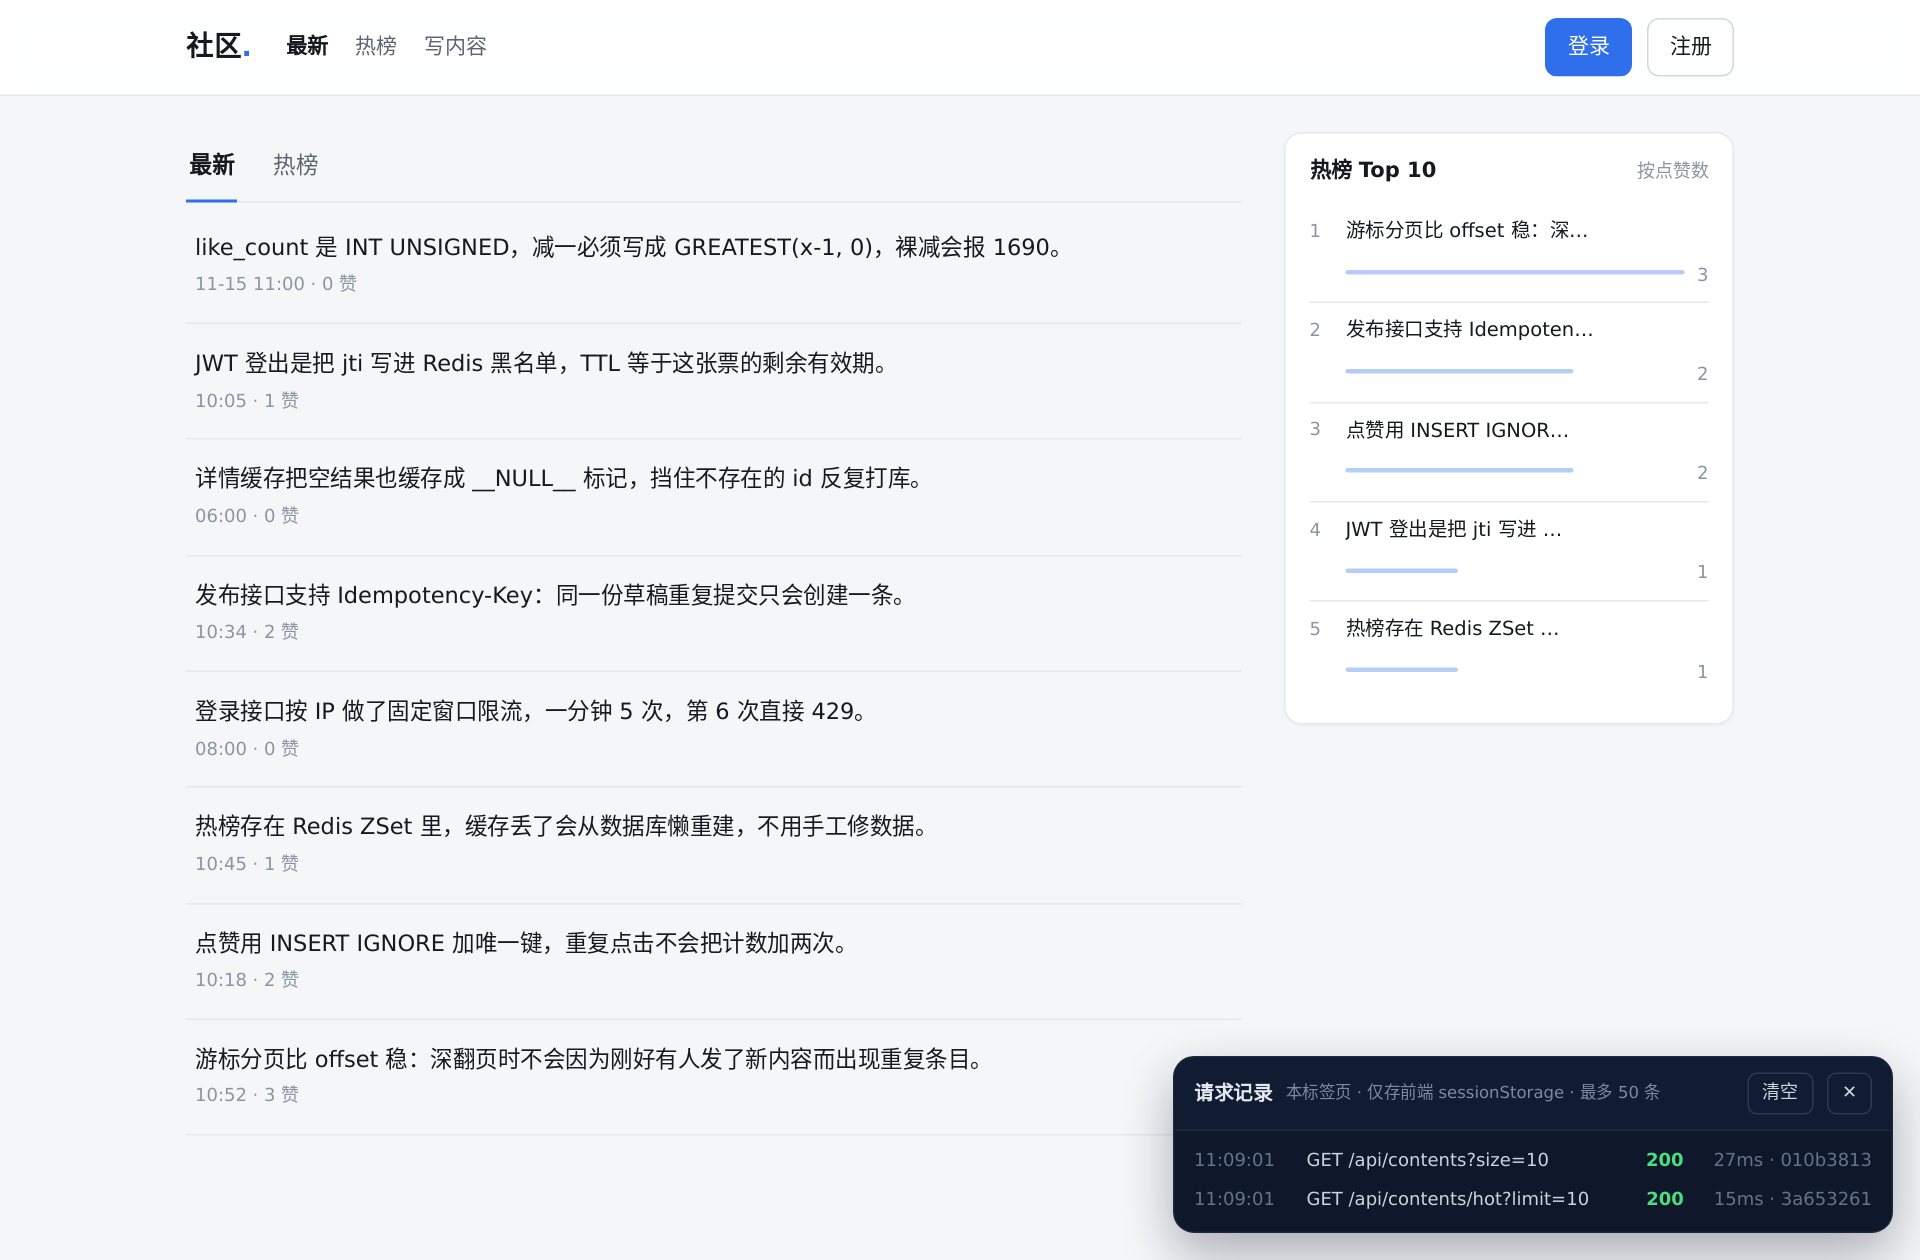 社区.
最新
热榜
写内容
登录
注册
最新
热榜
like_count 是 INT UNSIGNED，减一必须写成 GREATEST(x-1, 0)，裸减会报 1690。
11-15 11:00 · 0 赞
JWT 登出是把 jti 写进 Redis 黑名单，TTL 等于这张票的剩余有效期。
10:05 · 1 赞
详情缓存把空结果也缓存成 __NULL__ 标记，挡住不存在的 id 反复打库。
06:00 · 0 赞
发布接口支持 Idempotency-Key：同一份草稿重复提交只会创建一条。
10:34 · 2 赞
登录接口按 IP 做了固定窗口限流，一分钟 5 次，第 6 次直接 429。
08:00 · 0 赞
热榜存在 Redis ZSet 里，缓存丢了会从数据库懒重建，不用手工修数据。
10:45 · 1 赞
点赞用 INSERT IGNORE 加唯一键，重复点击不会把计数加两次。
10:18 · 2 赞
游标分页比 offset 稳：深翻页时不会因为刚好有人发了新内容而出现重复条目。
10:52 · 3 赞
热榜 Top 10
按点赞数
1 游标分页比 offset 稳：深…
3
2 发布接口支持 Idempoten…
2
3 点赞用 INSERT IGNOR…
2
4 JWT 登出是把 jti 写进 …
1
5 热榜存在 Redis ZSet …
1
请求记录 本标签页 · 仅存前端 sessionStorage · 最多 50 条 清空 ✕
11:09:01 GET /api/contents?size=10 200 27ms · 010b3813
11:09:01 GET /api/contents/hot?limit=10 200 15ms · 3a653261